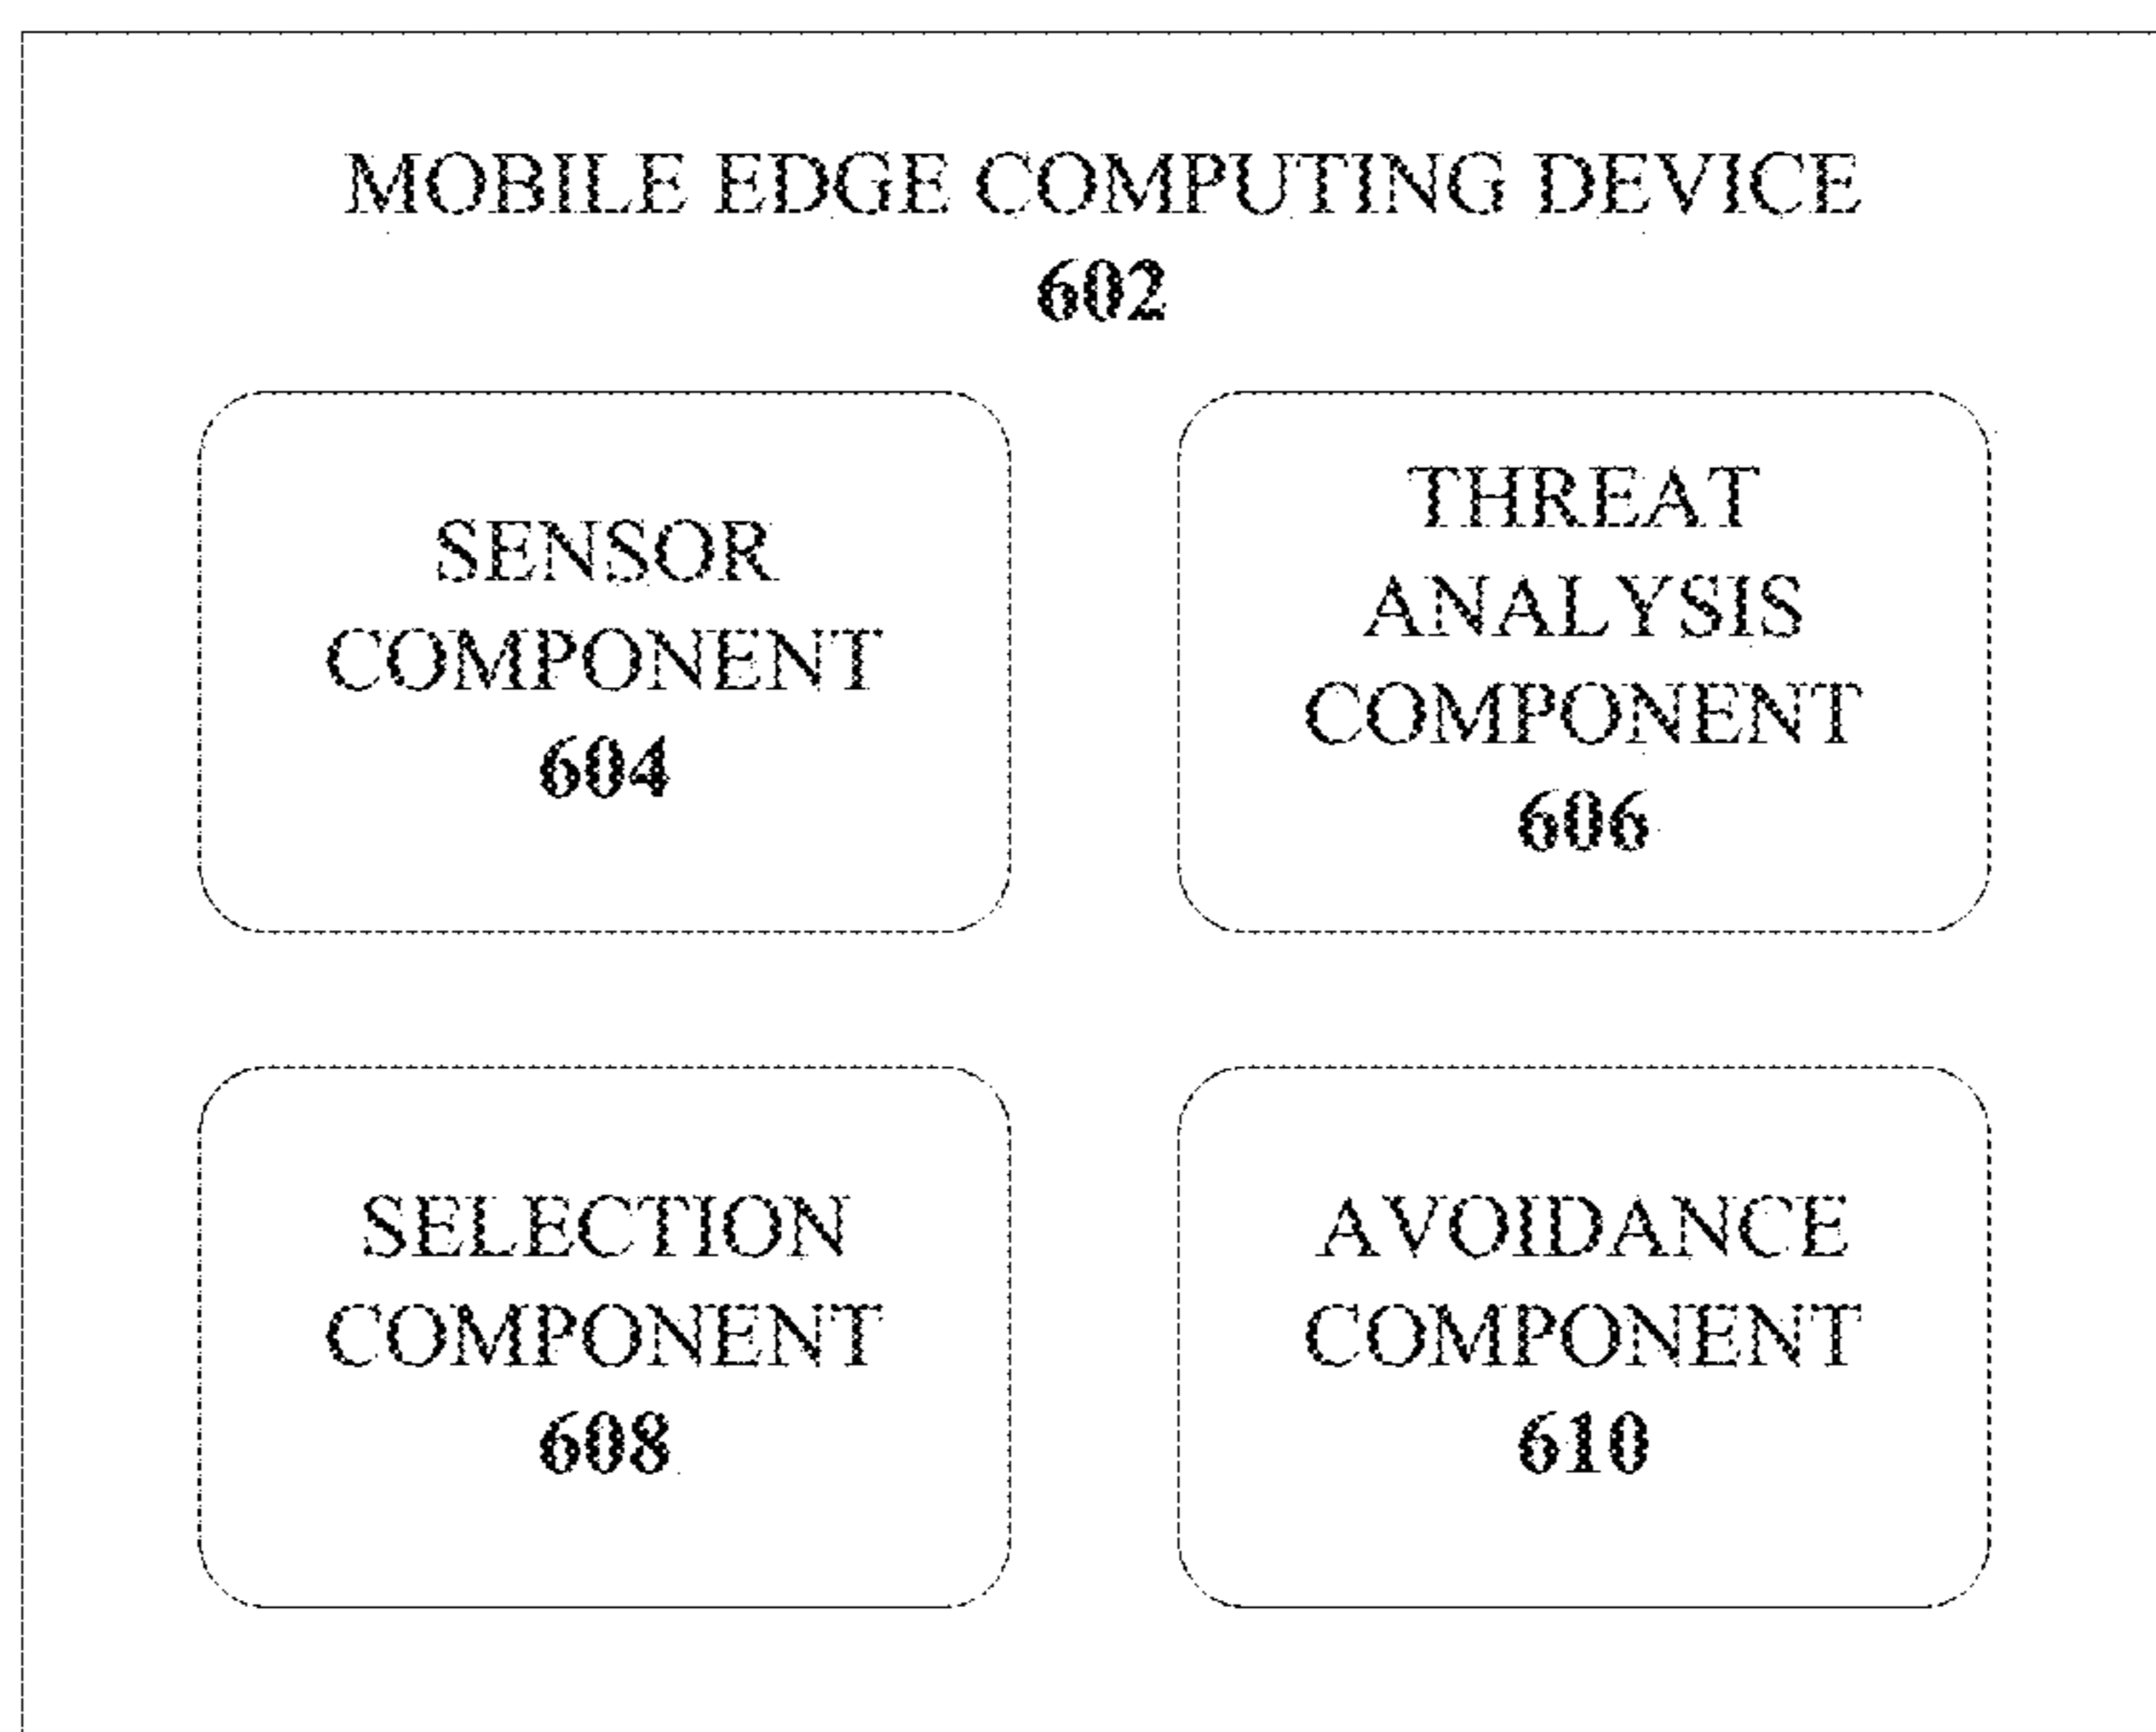 MOBILE EDGE COMPUTING DEVICE
602
SENSOR
COMPONENT
604
THREAT
ANALYSIS
COMPONENT
606
SELECTION
COMPONENT
608
AVOIDANCE
COMPONENT
610